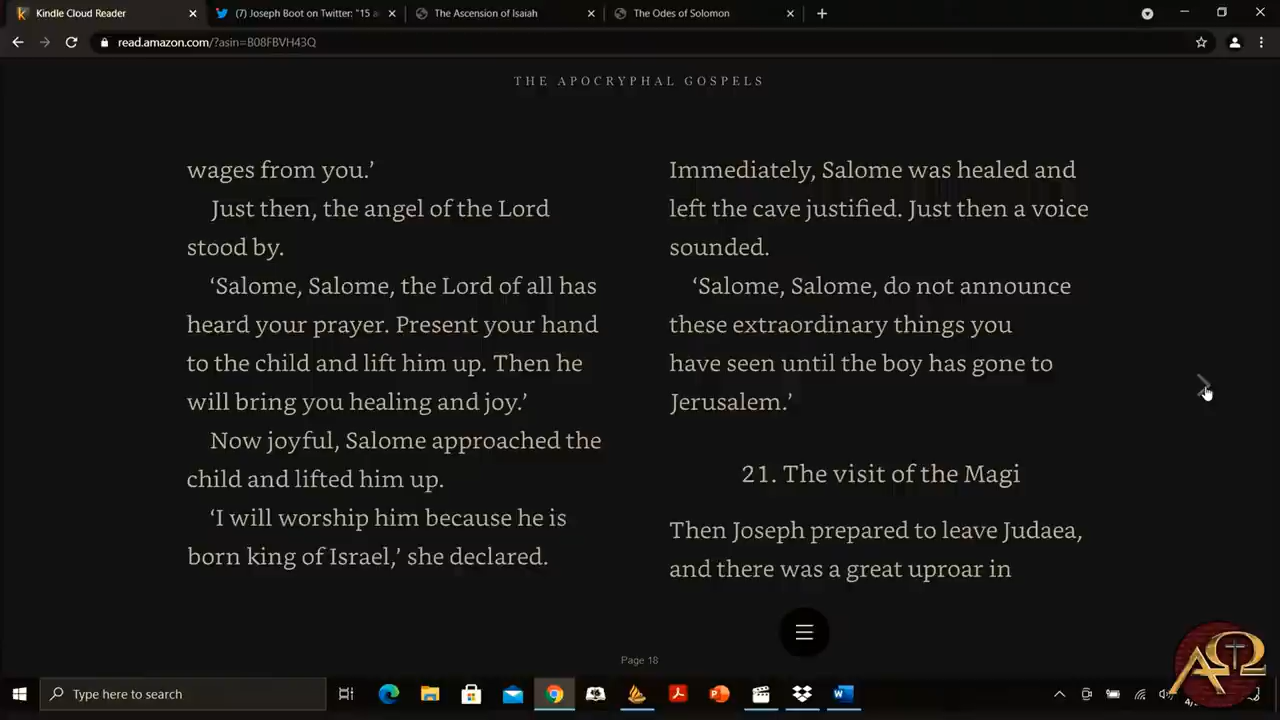 Kindle Cloud Reader
(7) Joseph Boot on Twitter: "15 a
The Ascension of Isaiah
The Odes of Solomon
read.amazon.com/?asin=B08FBVH43Q
THE APOCRYPHAL GOSPELS
wages from you.’
Just then, the angel of the Lord
stood by.
‘Salome, Salome, the Lord of all has
heard your prayer. Present your hand
to the child and lift him up. Then he
will bring you healing and joy.’
Now joyful, Salome approached the
child and lifted him up.
‘I will worship him because he is
born king of Israel,’ she declared.
Immediately, Salome was healed and
left the cave justified. Just then a voice
sounded.
‘Salome, Salome, do not announce
these extraordinary things you
have seen until the boy has gone to
Jerusalem.’
21. The visit of the Magi
Then Joseph prepared to leave Judaea,
and there was a great uproar in
Page 18
Type here to search
ΑΩ